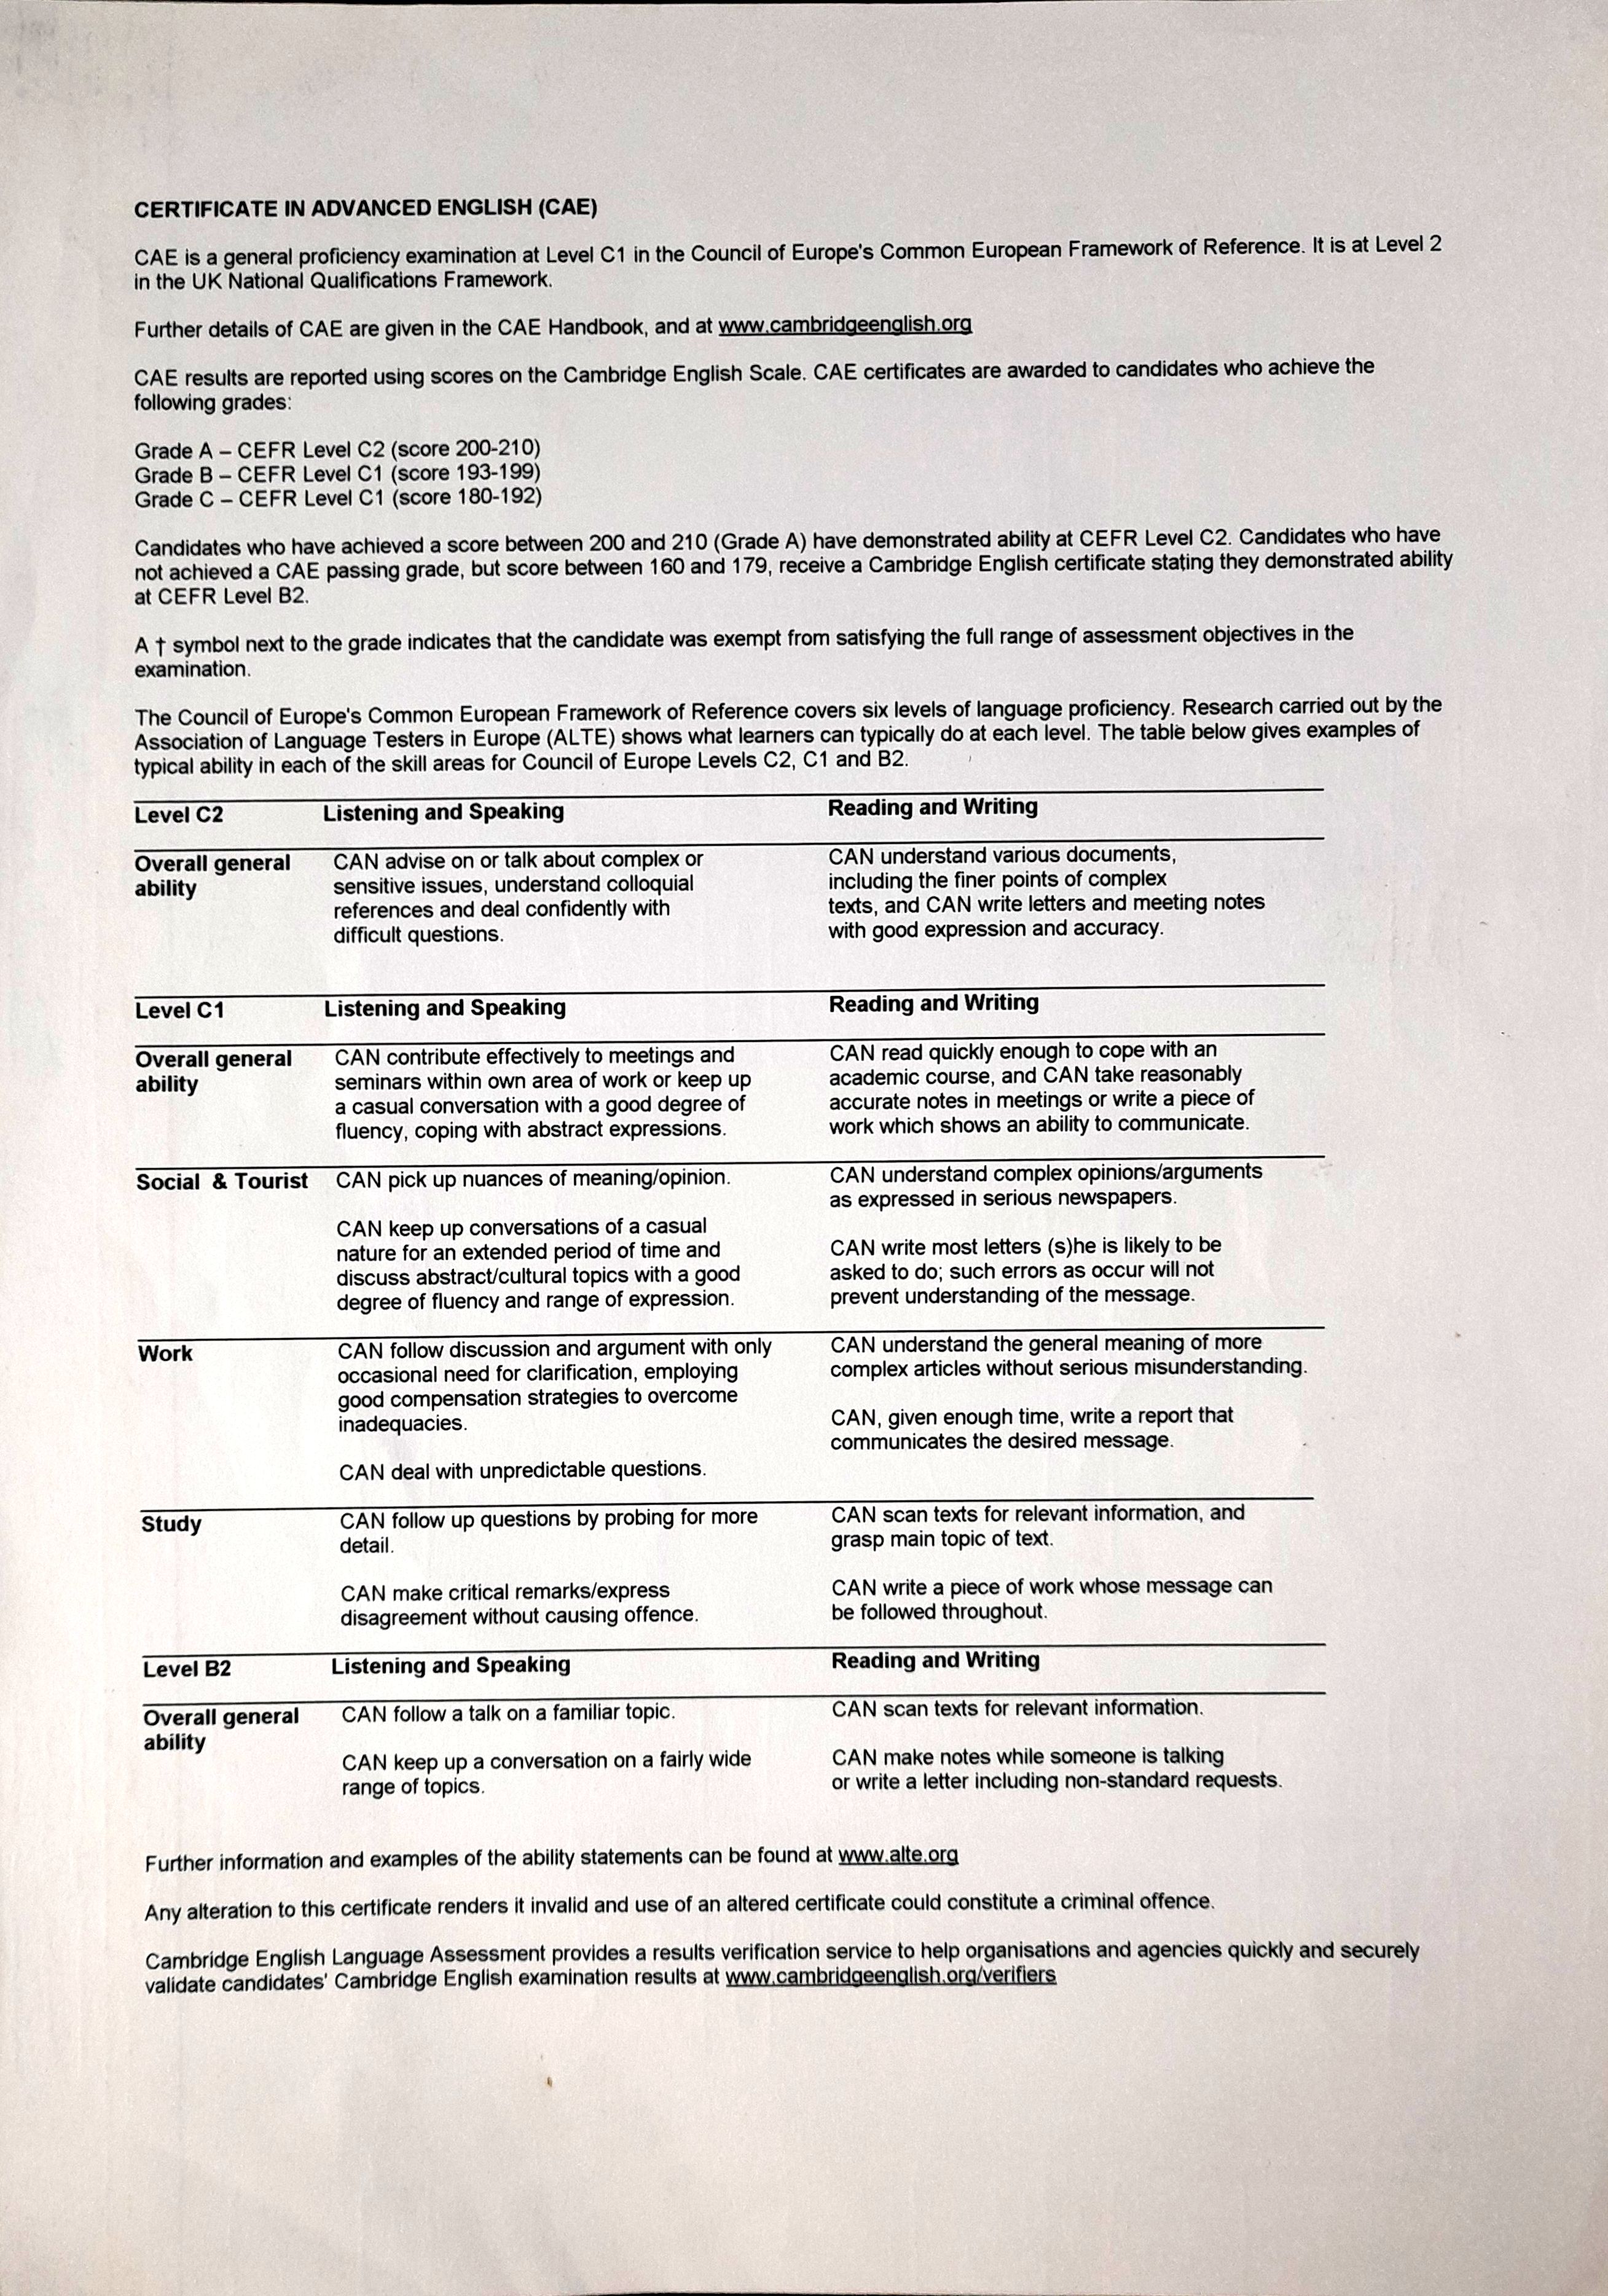 CERTIFICATE IN ADVANCED ENGLISH (CAE)
CAE is a general proficiency examination at Level C1 in the Council of Europe's Common European Framework of Reference. It is at Level 2
in the UK National Qualifications Framework.
Further details of CAE are given in the CAE Handbook, and at www.cambridgeenglish.org
CAE results are reported using scores on the Cambridge English Scale. CAE certificates are awarded to candidates who achieve the
following grades:
Grade A – CEFR Level C2 (score 200-210)
Grade B – CEFR Level C1 (score 193-199)
Grade C – CEFR Level C1 (score 180-192)
Candidates who have achieved a score between 200 and 210 (Grade A) have demonstrated ability at CEFR Level C2. Candidates who have
not achieved a CAE passing grade, but score between 160 and 179, receive a Cambridge English certificate stating they demonstrated ability
at CEFR Level B2.
A † symbol next to the grade indicates that the candidate was exempt from satisfying the full range of assessment objectives in the
examination.
The Council of Europe's Common European Framework of Reference covers six levels of language proficiency. Research carried out by the
Association of Language Testers in Europe (ALTE) shows what learners can typically do at each level. The table below gives examples of
typical ability in each of the skill areas for Council of Europe Levels C2, C1 and B2.
Level C2 Listening and Speaking Reading and Writing
Overall general CAN advise on or talk about complex or CAN understand various documents,
ability sensitive issues, understand colloquial including the finer points of complex
references and deal confidently with texts, and CAN write letters and meeting notes
difficult questions. with good expression and accuracy.
Level C1 Listening and Speaking Reading and Writing
Overall general CAN contribute effectively to meetings and CAN read quickly enough to cope with an
ability seminars within own area of work or keep up academic course, and CAN take reasonably
a casual conversation with a good degree of accurate notes in meetings or write a piece of
fluency, coping with abstract expressions. work which shows an ability to communicate.
Social & Tourist CAN pick up nuances of meaning/opinion. CAN understand complex opinions/arguments
as expressed in serious newspapers.
CAN keep up conversations of a casual
nature for an extended period of time and CAN write most letters (s)he is likely to be
discuss abstract/cultural topics with a good asked to do; such errors as occur will not
degree of fluency and range of expression. prevent understanding of the message.
Work CAN follow discussion and argument with only CAN understand the general meaning of more
occasional need for clarification, employing complex articles without serious misunderstanding.
good compensation strategies to overcome
inadequacies. CAN, given enough time, write a report that
communicates the desired message.
CAN deal with unpredictable questions.
Study CAN follow up questions by probing for more CAN scan texts for relevant information, and
detail. grasp main topic of text.
CAN make critical remarks/express CAN write a piece of work whose message can
disagreement without causing offence. be followed throughout.
Level B2 Listening and Speaking Reading and Writing
Overall general CAN follow a talk on a familiar topic. CAN scan texts for relevant information.
ability
CAN keep up a conversation on a fairly wide CAN make notes while someone is talking
range of topics. or write a letter including non-standard requests.
Further information and examples of the ability statements can be found at www.alte.org
Any alteration to this certificate renders it invalid and use of an altered certificate could constitute a criminal offence.
Cambridge English Language Assessment provides a results verification service to help organisations and agencies quickly and securely
validate candidates' Cambridge English examination results at www.cambridgeenglish.org/verifiers